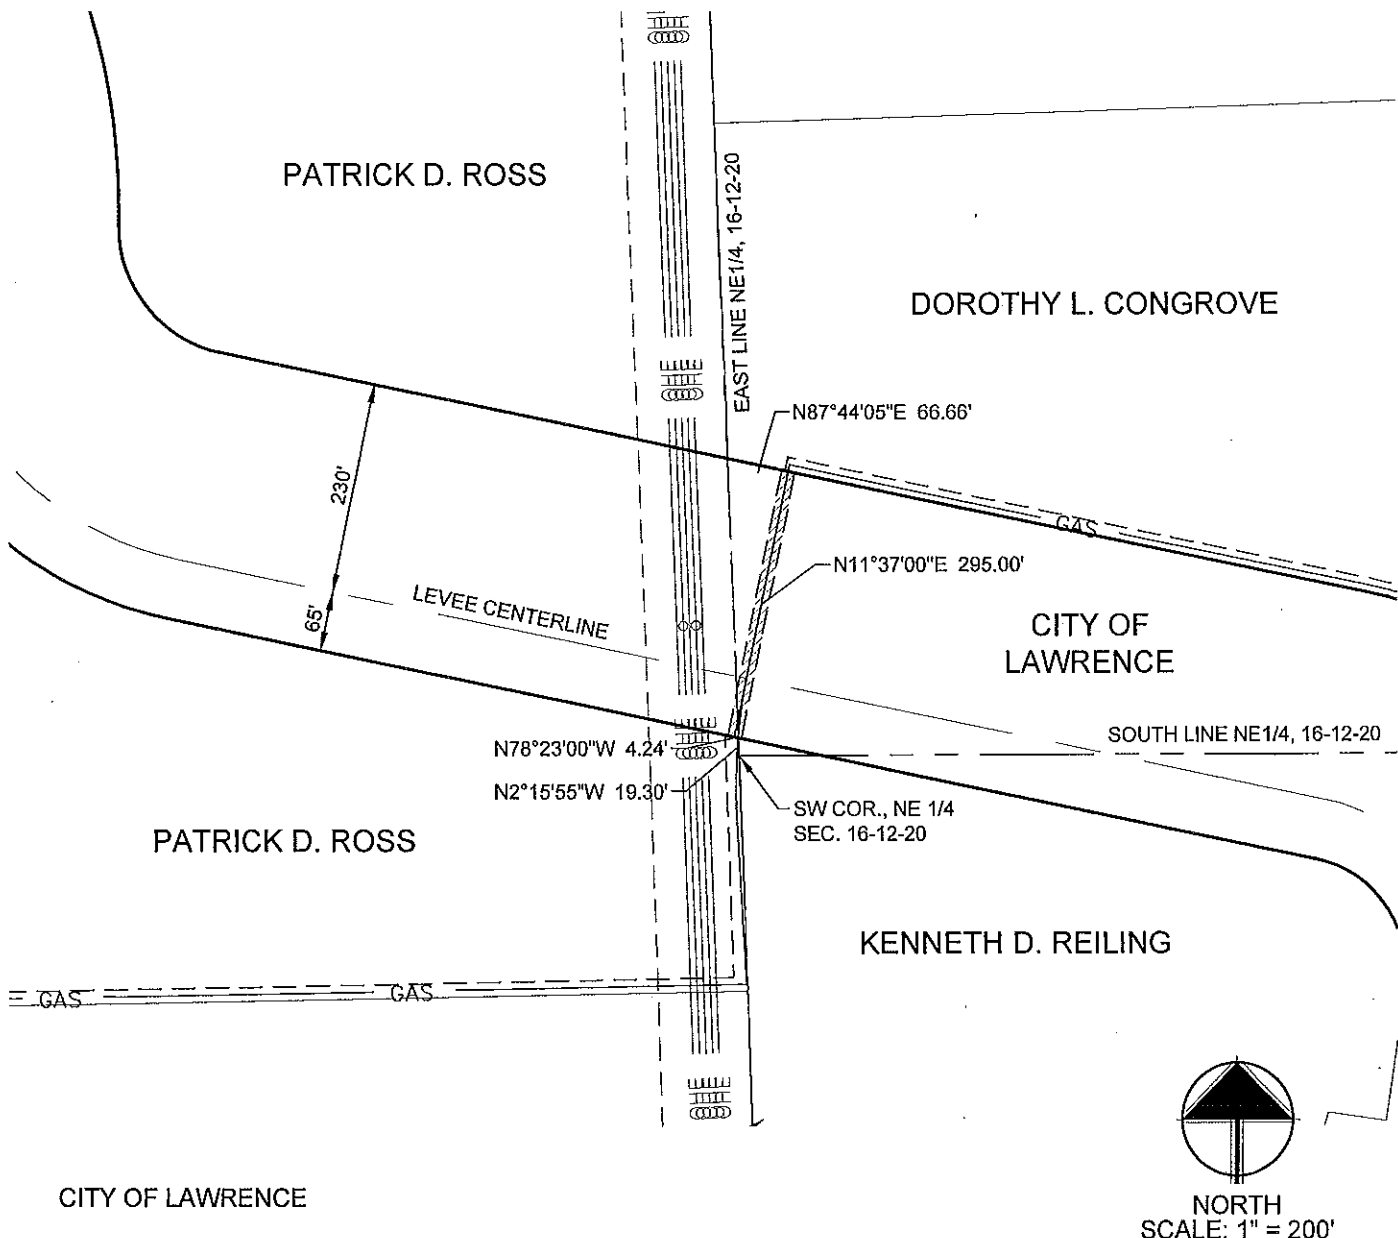 PATRICK D. ROSS
EAST LINE NE1/4, 16-12-20
DOROTHY L. CONGROVE
N87°44'05"E 66.66'
230'
GAS
N11°37'00"E 295.00'
65'
LEVEE CENTERLINE
CITY OF
LAWRENCE
SOUTH LINE NE1/4, 16-12-20
N78°23'00"W 4.24'
N2°15'55"W 19.30'
SW COR., NE 1/4
SEC. 16-12-20
PATRICK D. ROSS
KENNETH D. REILING
GAS
GAS
CITY OF LAWRENCE
NORTH
SCALE: 1" = 200'